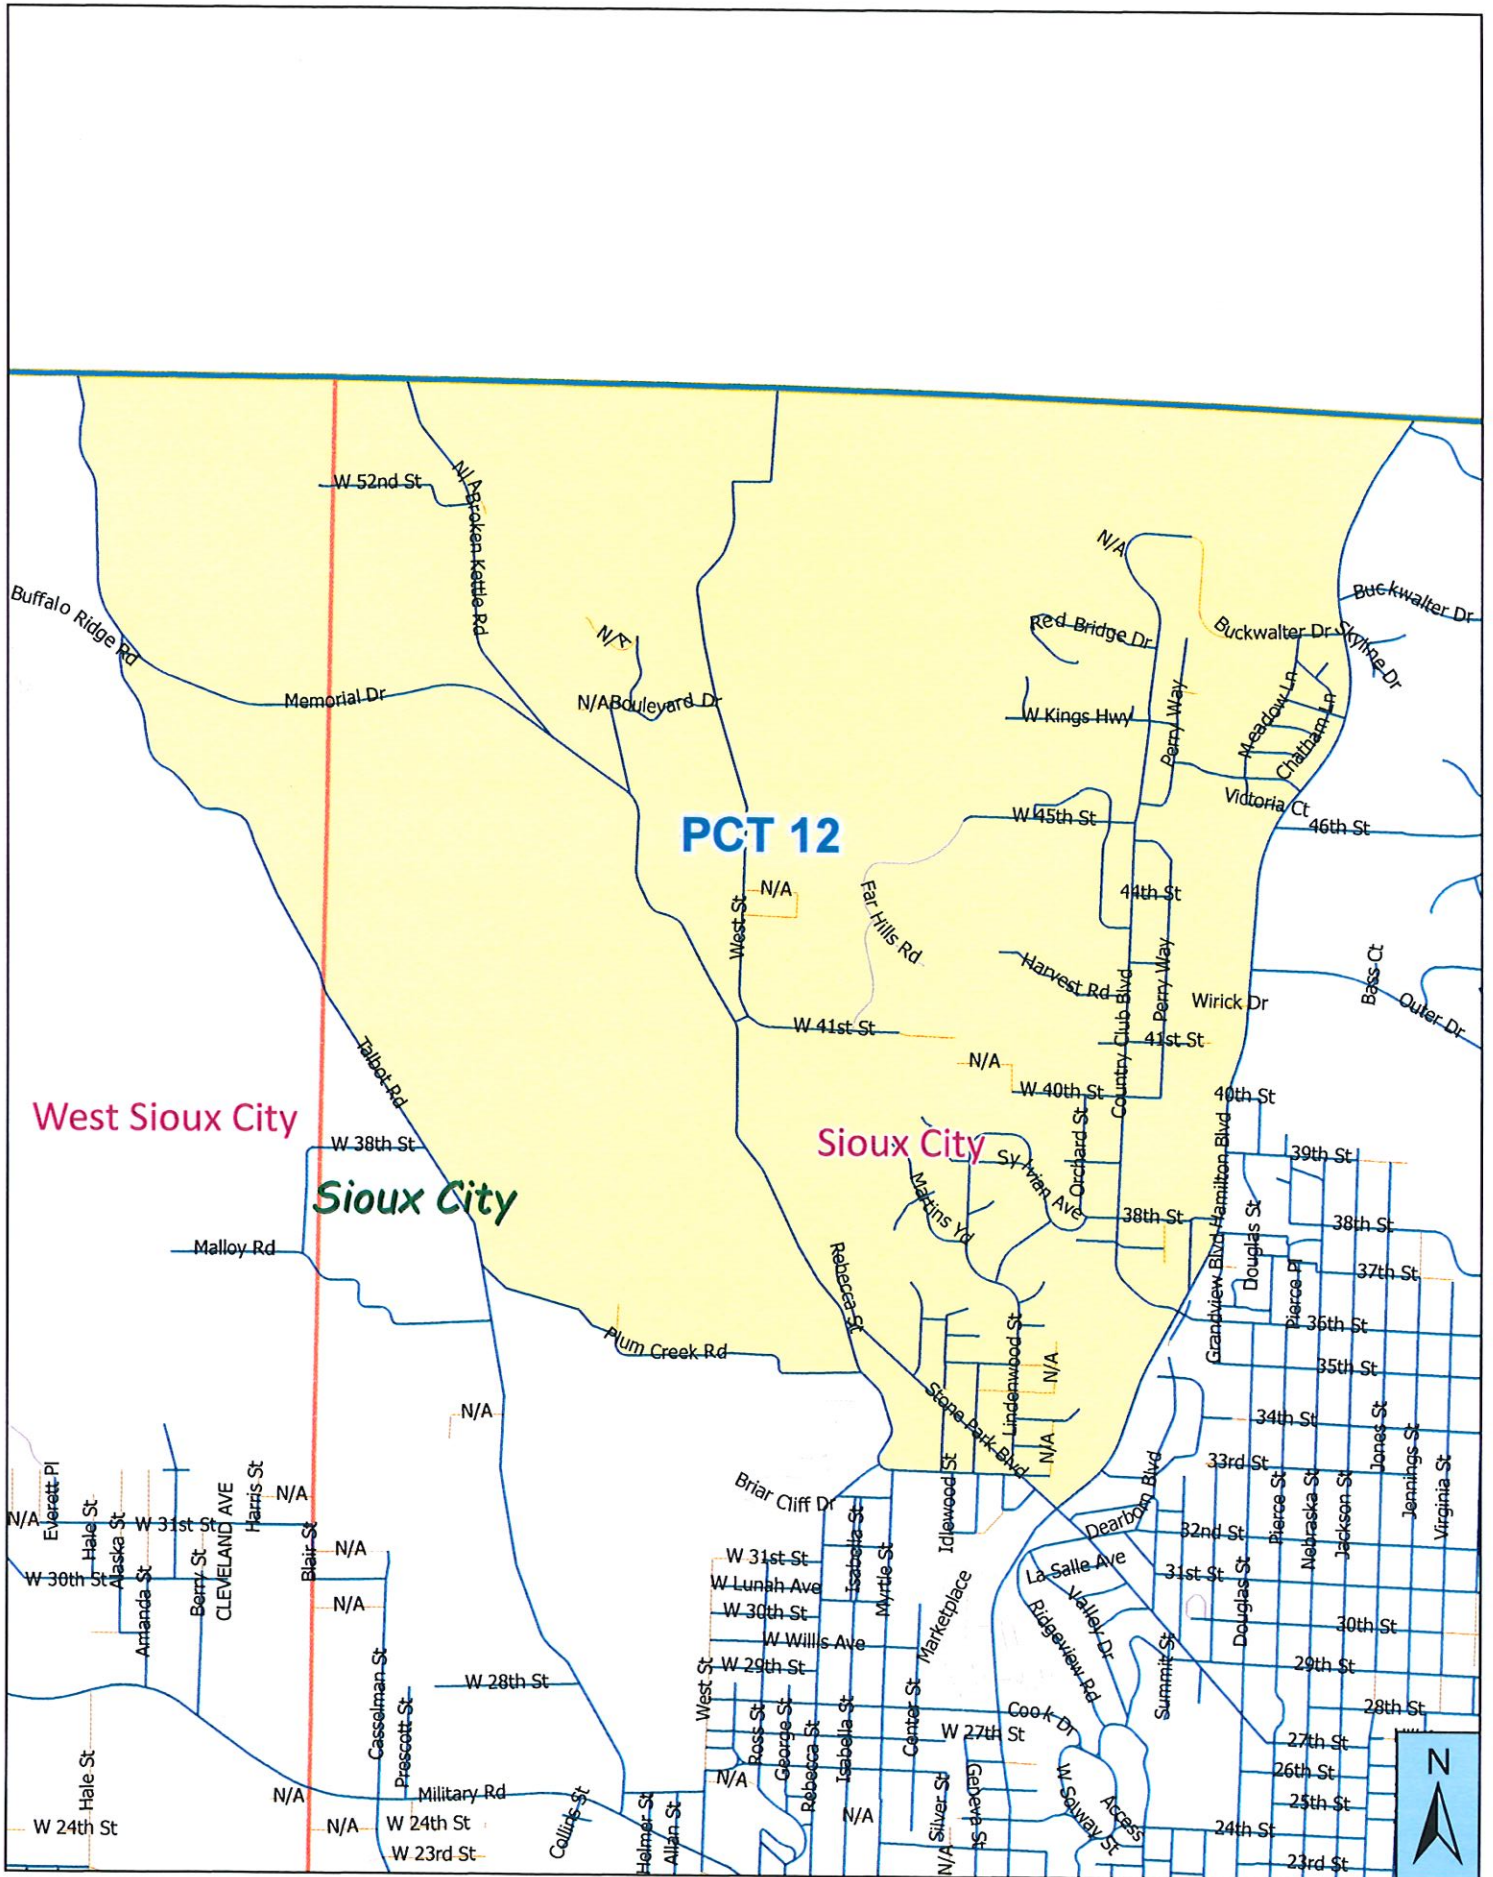 W 52nd St
N/A
Broken Kettle Rd
N/A
Buffalo Ridge Rd
Red Bridge Dr
Buckwalter Dr
Buckwalter Dr
Skyline Dr
N/A
Memorial Dr
N/A
Boulevard Dr
W Kings Hwy
Perry Way
Meadow Ln
Chatham Ln
Victoria Ct
46th St
W 45th St
PCT 12
N/A
44th St
West St
Far Hills Rd
Harvest Rd
Country Club Blvd
Perry Way
Wirick Dr
Bass Ct
Outer Dr
W 41st St
41st St
N/A
W 40th St
40th St
Talbot Rd
West Sioux City
W 38th St
Sioux City
Sylvian Ave
Orchard St
Hamilton Blvd
39th St
Sioux City
Martins Yd
38th St
Douglas St
38th St
Malloy Rd
Rebecca St
Grandview Blvd
Pierce Pl
37th St
Plum Creek Rd
Lindenwood St
36th St
N/A
35th St
Stone Park Blvd
N/A
N/A
34th St
Jones St
Jennings St
33rd St
Everett Pl
Harris St
N/A
Briar Cliff Dr
Idlewood St
Dearborn Blvd
Pierce St
Nebraska St
Jackson St
Virginia St
N/A
Hale St
Alaska St
W 31st St
CLEVELAND AVE
Blair St
N/A
Isabella St
32nd St
W 31st St
Myrtle St
La Salle Ave
31st St
Douglas St
W 30th St
Amanda St
Berry St
N/A
W Lunah Ave
W 30th St
Marketplace
Valley Dr
Ridgeview Rd
30th St
W Willis Ave
W 29th St
Summit St
29th St
Casselman St
W 28th St
West St
Prescott St
Ross St
George St
Rebecca St
Isabella St
Center St
Cook Dr
W 27th St
28th St
27th St
Hale St
N/A
Military Rd
Collins St
N/A
N/A
Silver St
Geneva St
W Solway St
Access
26th St
25th St
N
W 24th St
N/A
W 24th St
W 23rd St
Helmer St
Allan St
N/A
24th St
23rd St